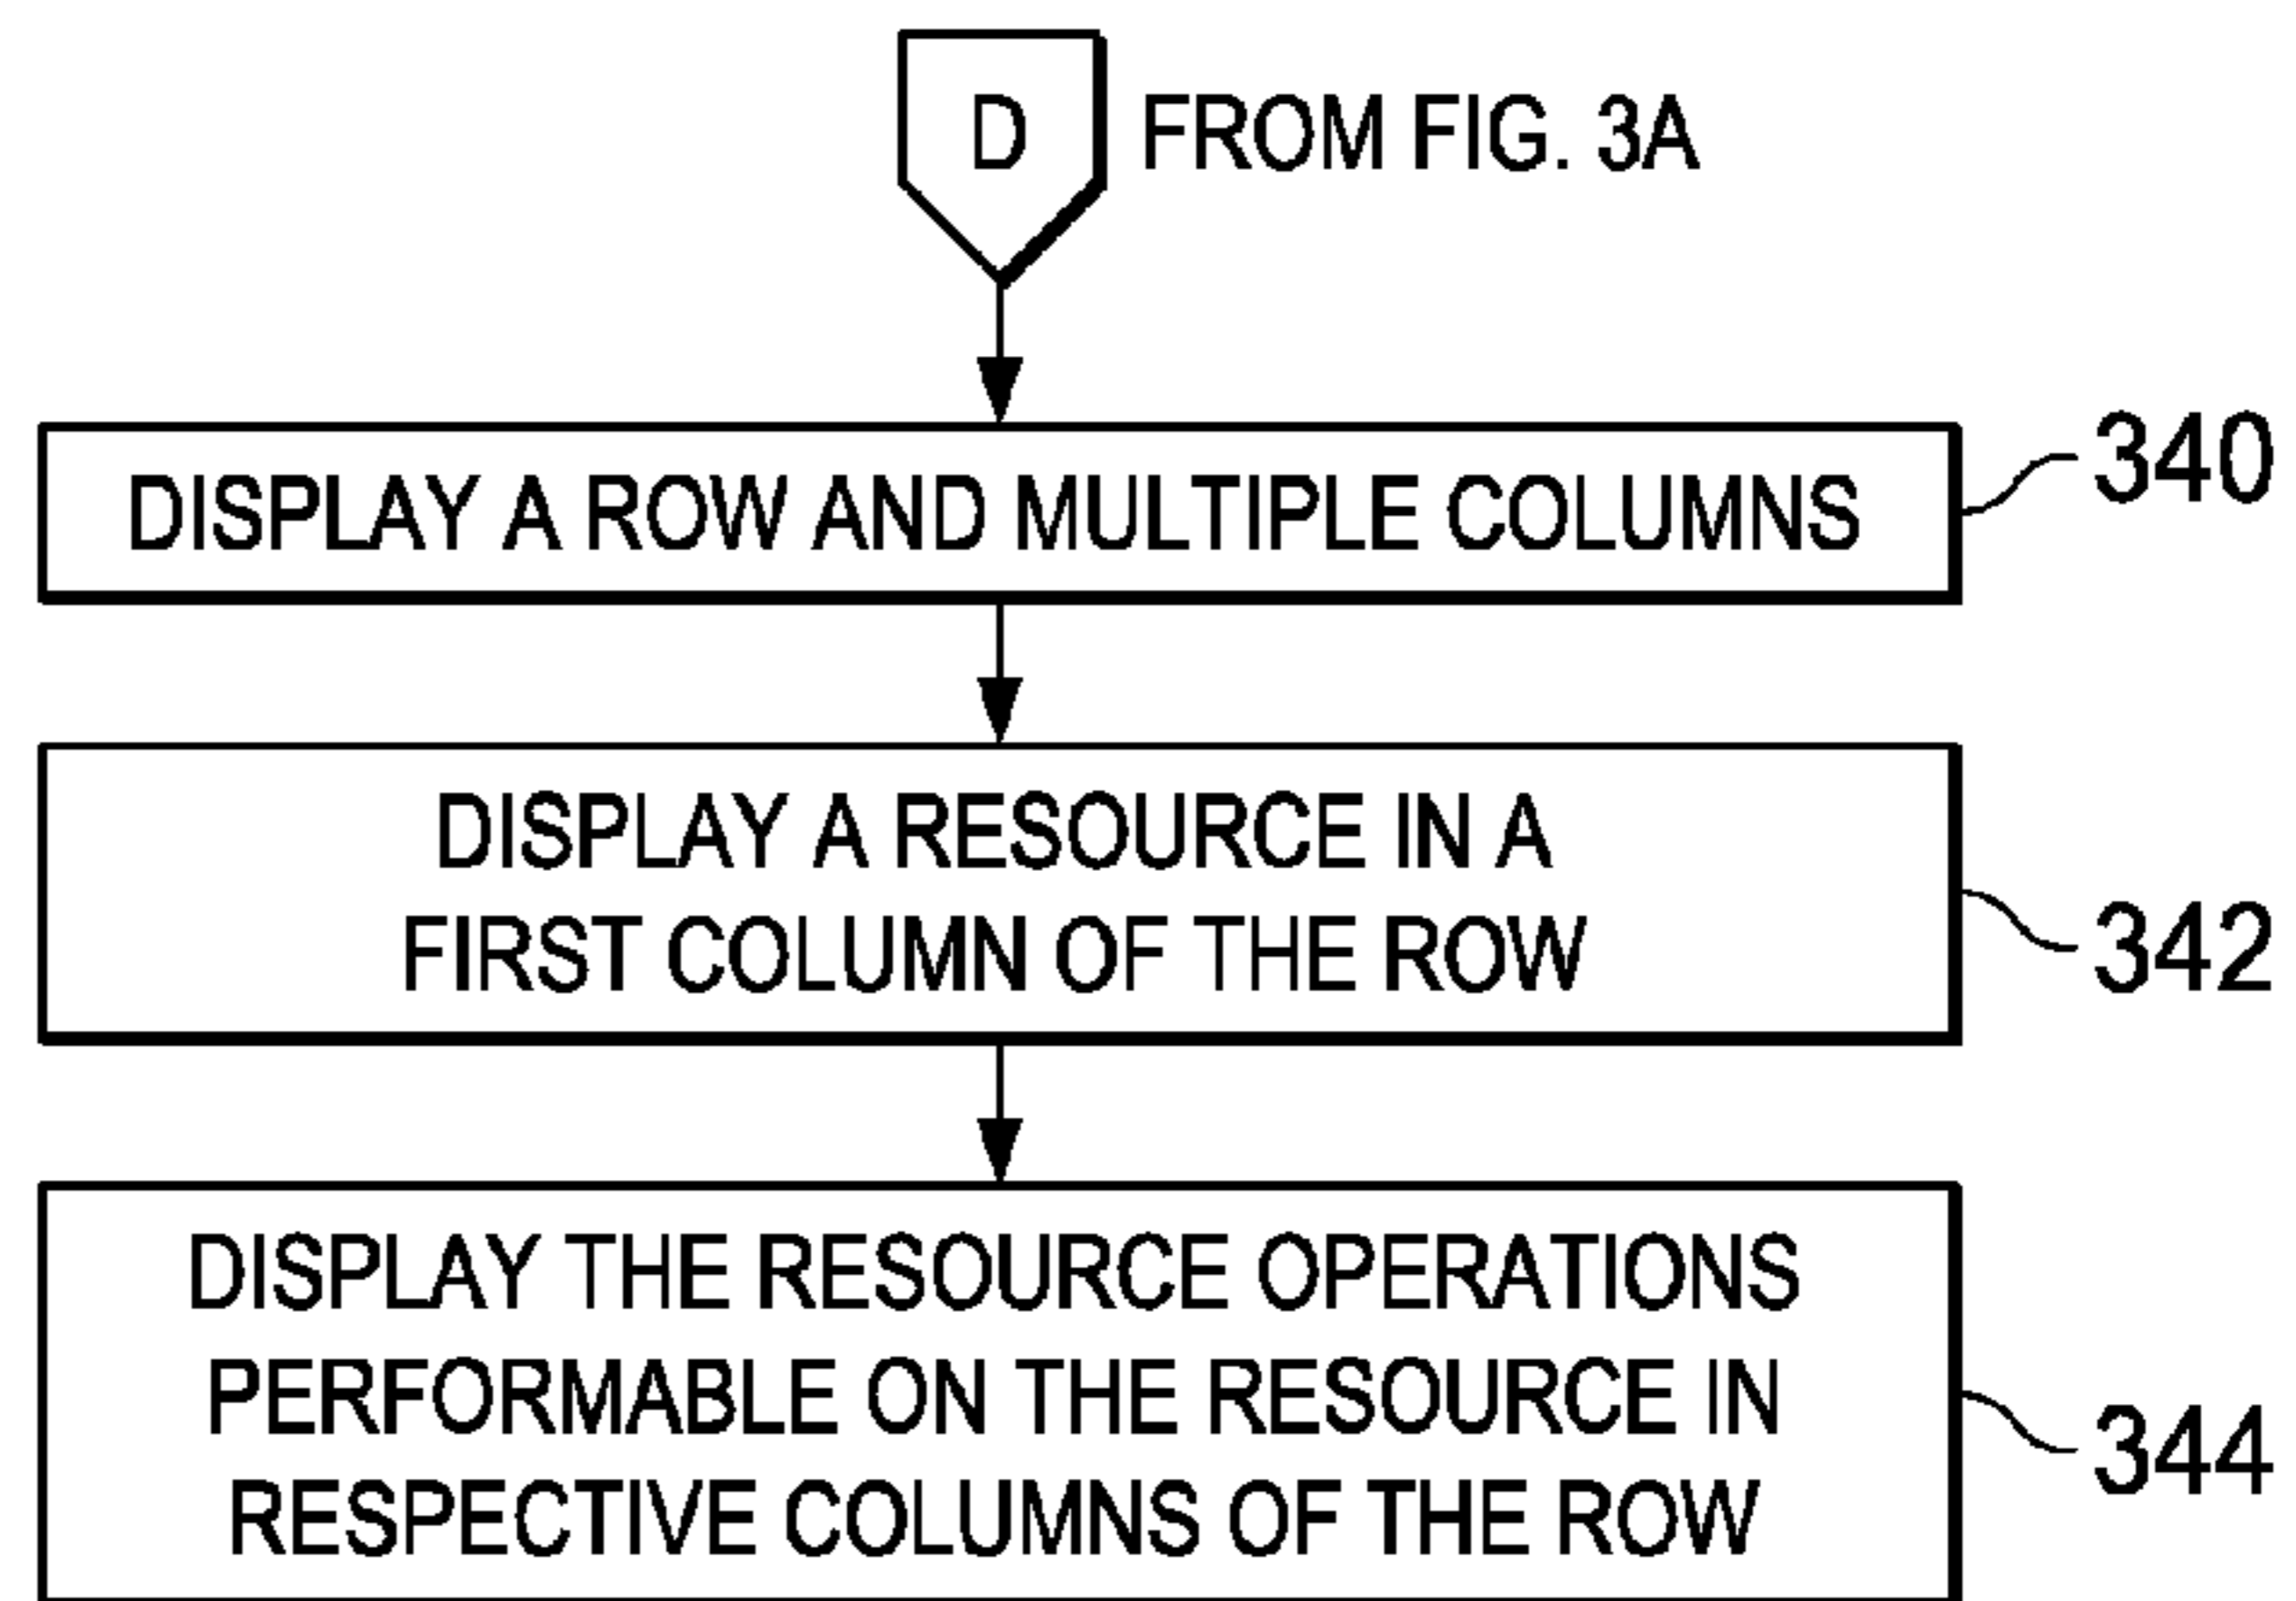 D FROM FIG. 3A
DISPLAY A ROW AND MULTIPLE COLUMNS
340
DISPLAY A RESOURCE IN A
FIRST COLUMN OF THE ROW
342
DISPLAY THE RESOURCE OPERATIONS
PERFORMABLE ON THE RESOURCE IN
RESPECTIVE COLUMNS OF THE ROW
344